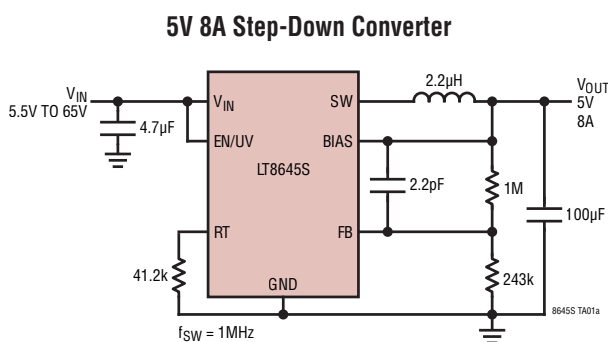 5V 8A Step-Down Converter
VIN
5.5V TO 65V
4.7µF
VIN
EN/UV
RT
41.2k
fSW = 1MHz
LT8645S
GND
SW
BIAS
FB
2.2µH
2.2pF
1M
243k
VOUT
5V
8A
100µF
8645S TA01a